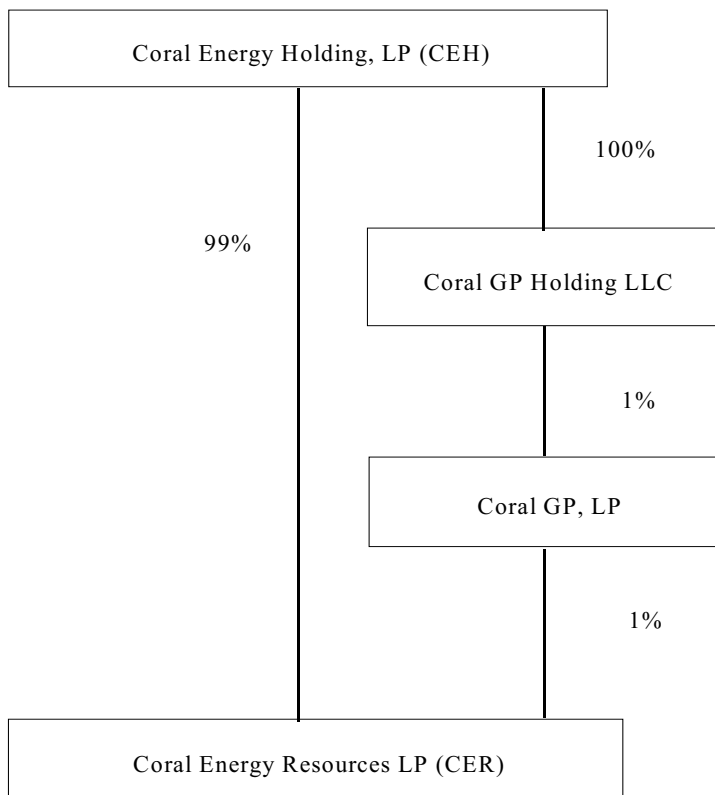 Coral Energy Holding, LP (CEH)
100%
99%
Coral GP Holding LLC
1%
Coral GP, LP
1%
Coral Energy Resources LP (CER)